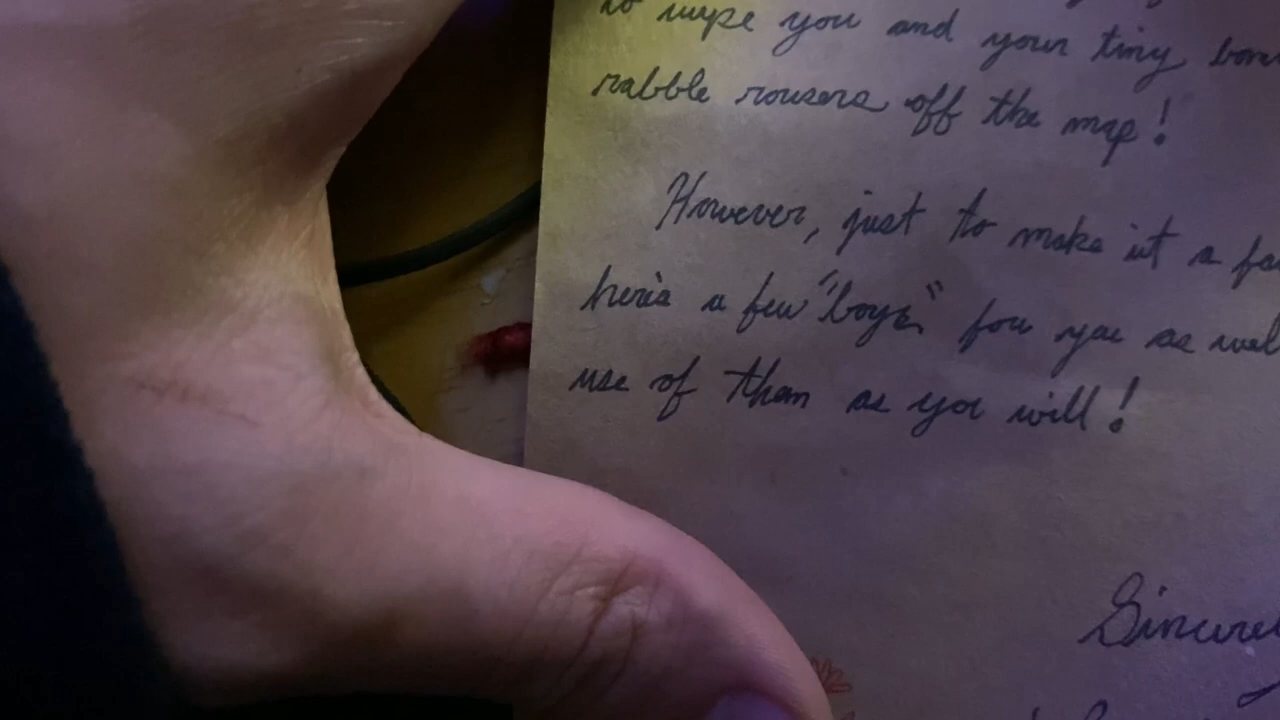 to wipe you and your tiny
rabble rousers off the map!
However, just to make it a
here's a few "boys" for you as
use of them as you will!